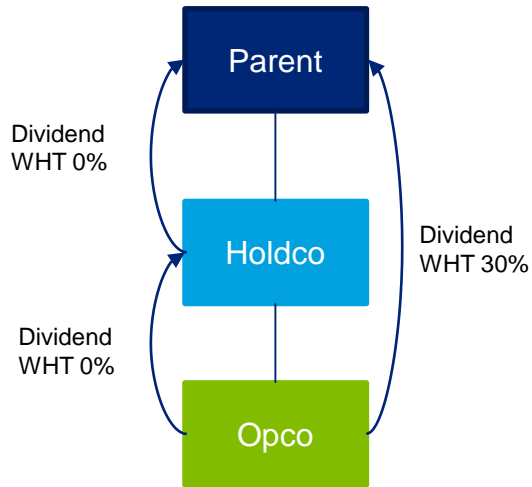 Parent
Dividend
WHT 0%
Holdco
Dividend
WHT 30%
Dividend
WHT 0%
Opco